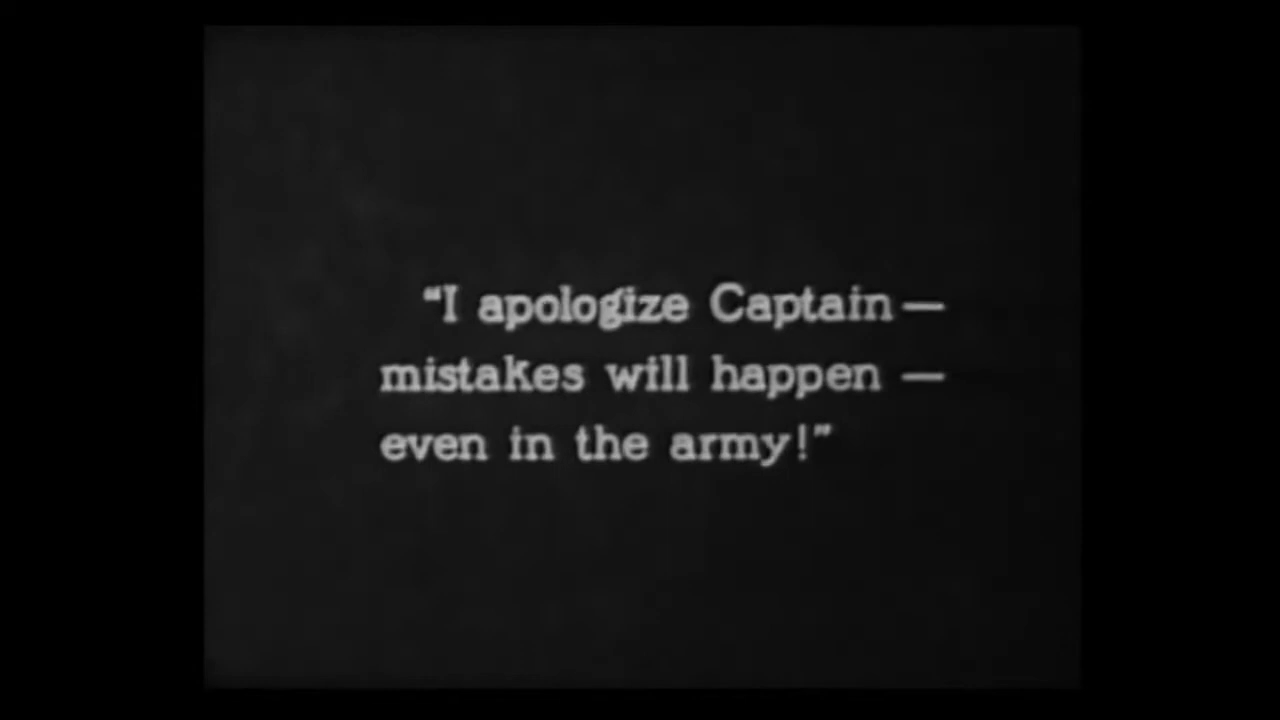 “I apologize Captain—
mistakes will happen —
even in the army!”